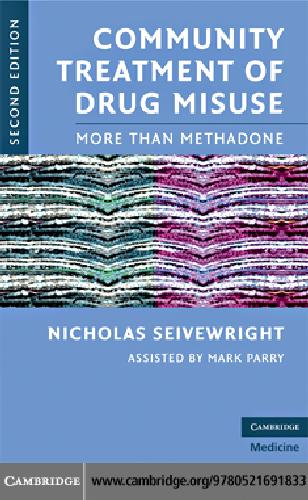 SECOND EDITION
COMMUNITY
TREATMENT OF
DRUG MISUSE
MORE THAN METHADONE
NICHOLAS SEIVEWRIGHT
ASSISTED BY MARK PARRY
CAMBRIDGE
Medicine
CAMBRIDGE
www.cambridge.org/9780521691833